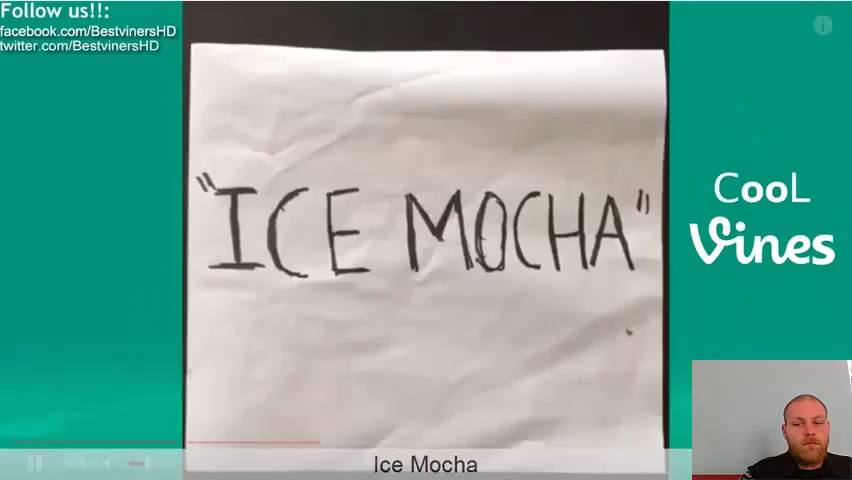 Follow us!!:
facebook.com/BestvinersHD
twitter.com/BestvinersHD
"ICE MOCHA"
CooL
Vines
Ice Mocha